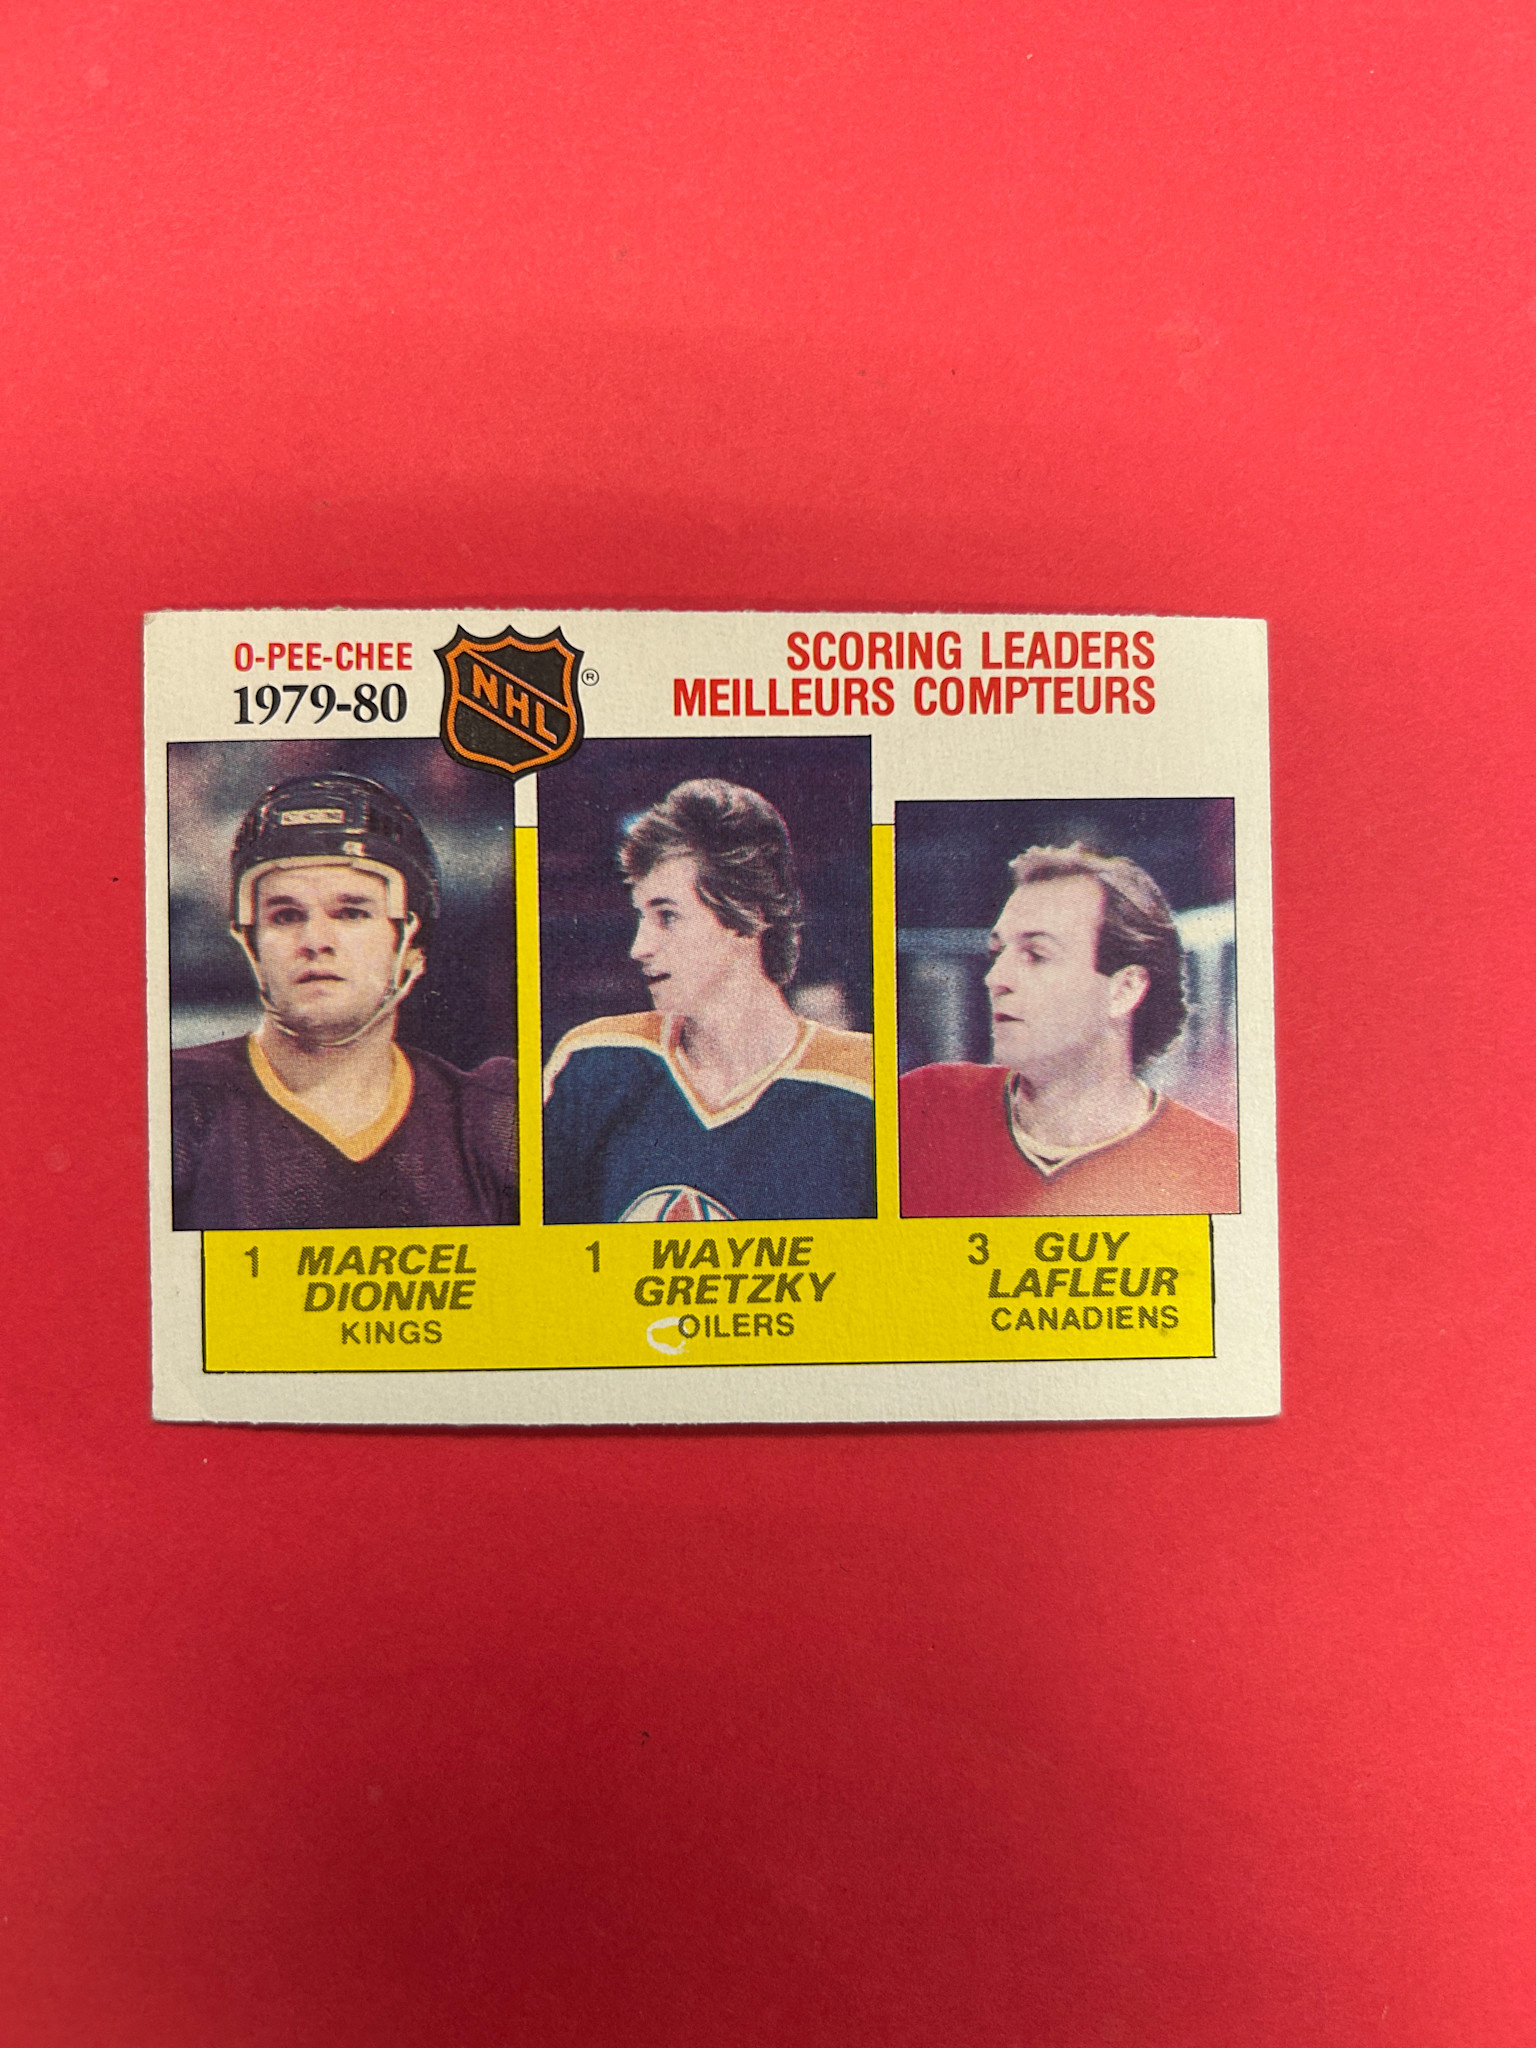 O-PEE-CHEE
1979-80
NHL
®
SCORING LEADERS
MEILLEURS COMPTEURS
1 MARCEL
DIONNE
KINGS
1 WAYNE
GRETZKY
OILERS
3 GUY
LAFLEUR
CANADIENS